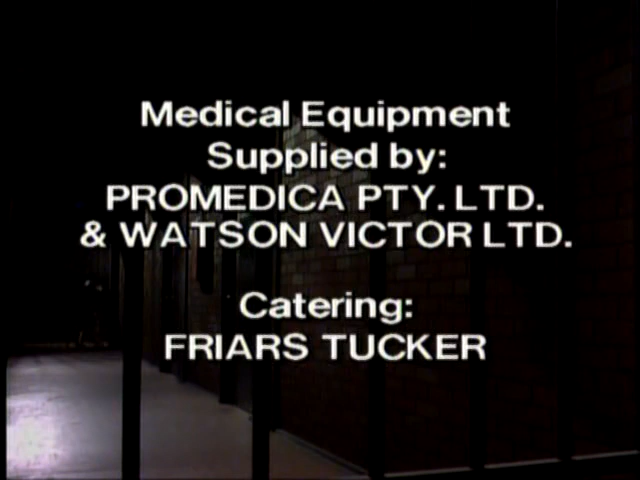 Medical Equipment
Supplied by:
PROMEDICA PTY. LTD.
& WATSON VICTOR LTD.
Catering:
FRIARS TUCKER